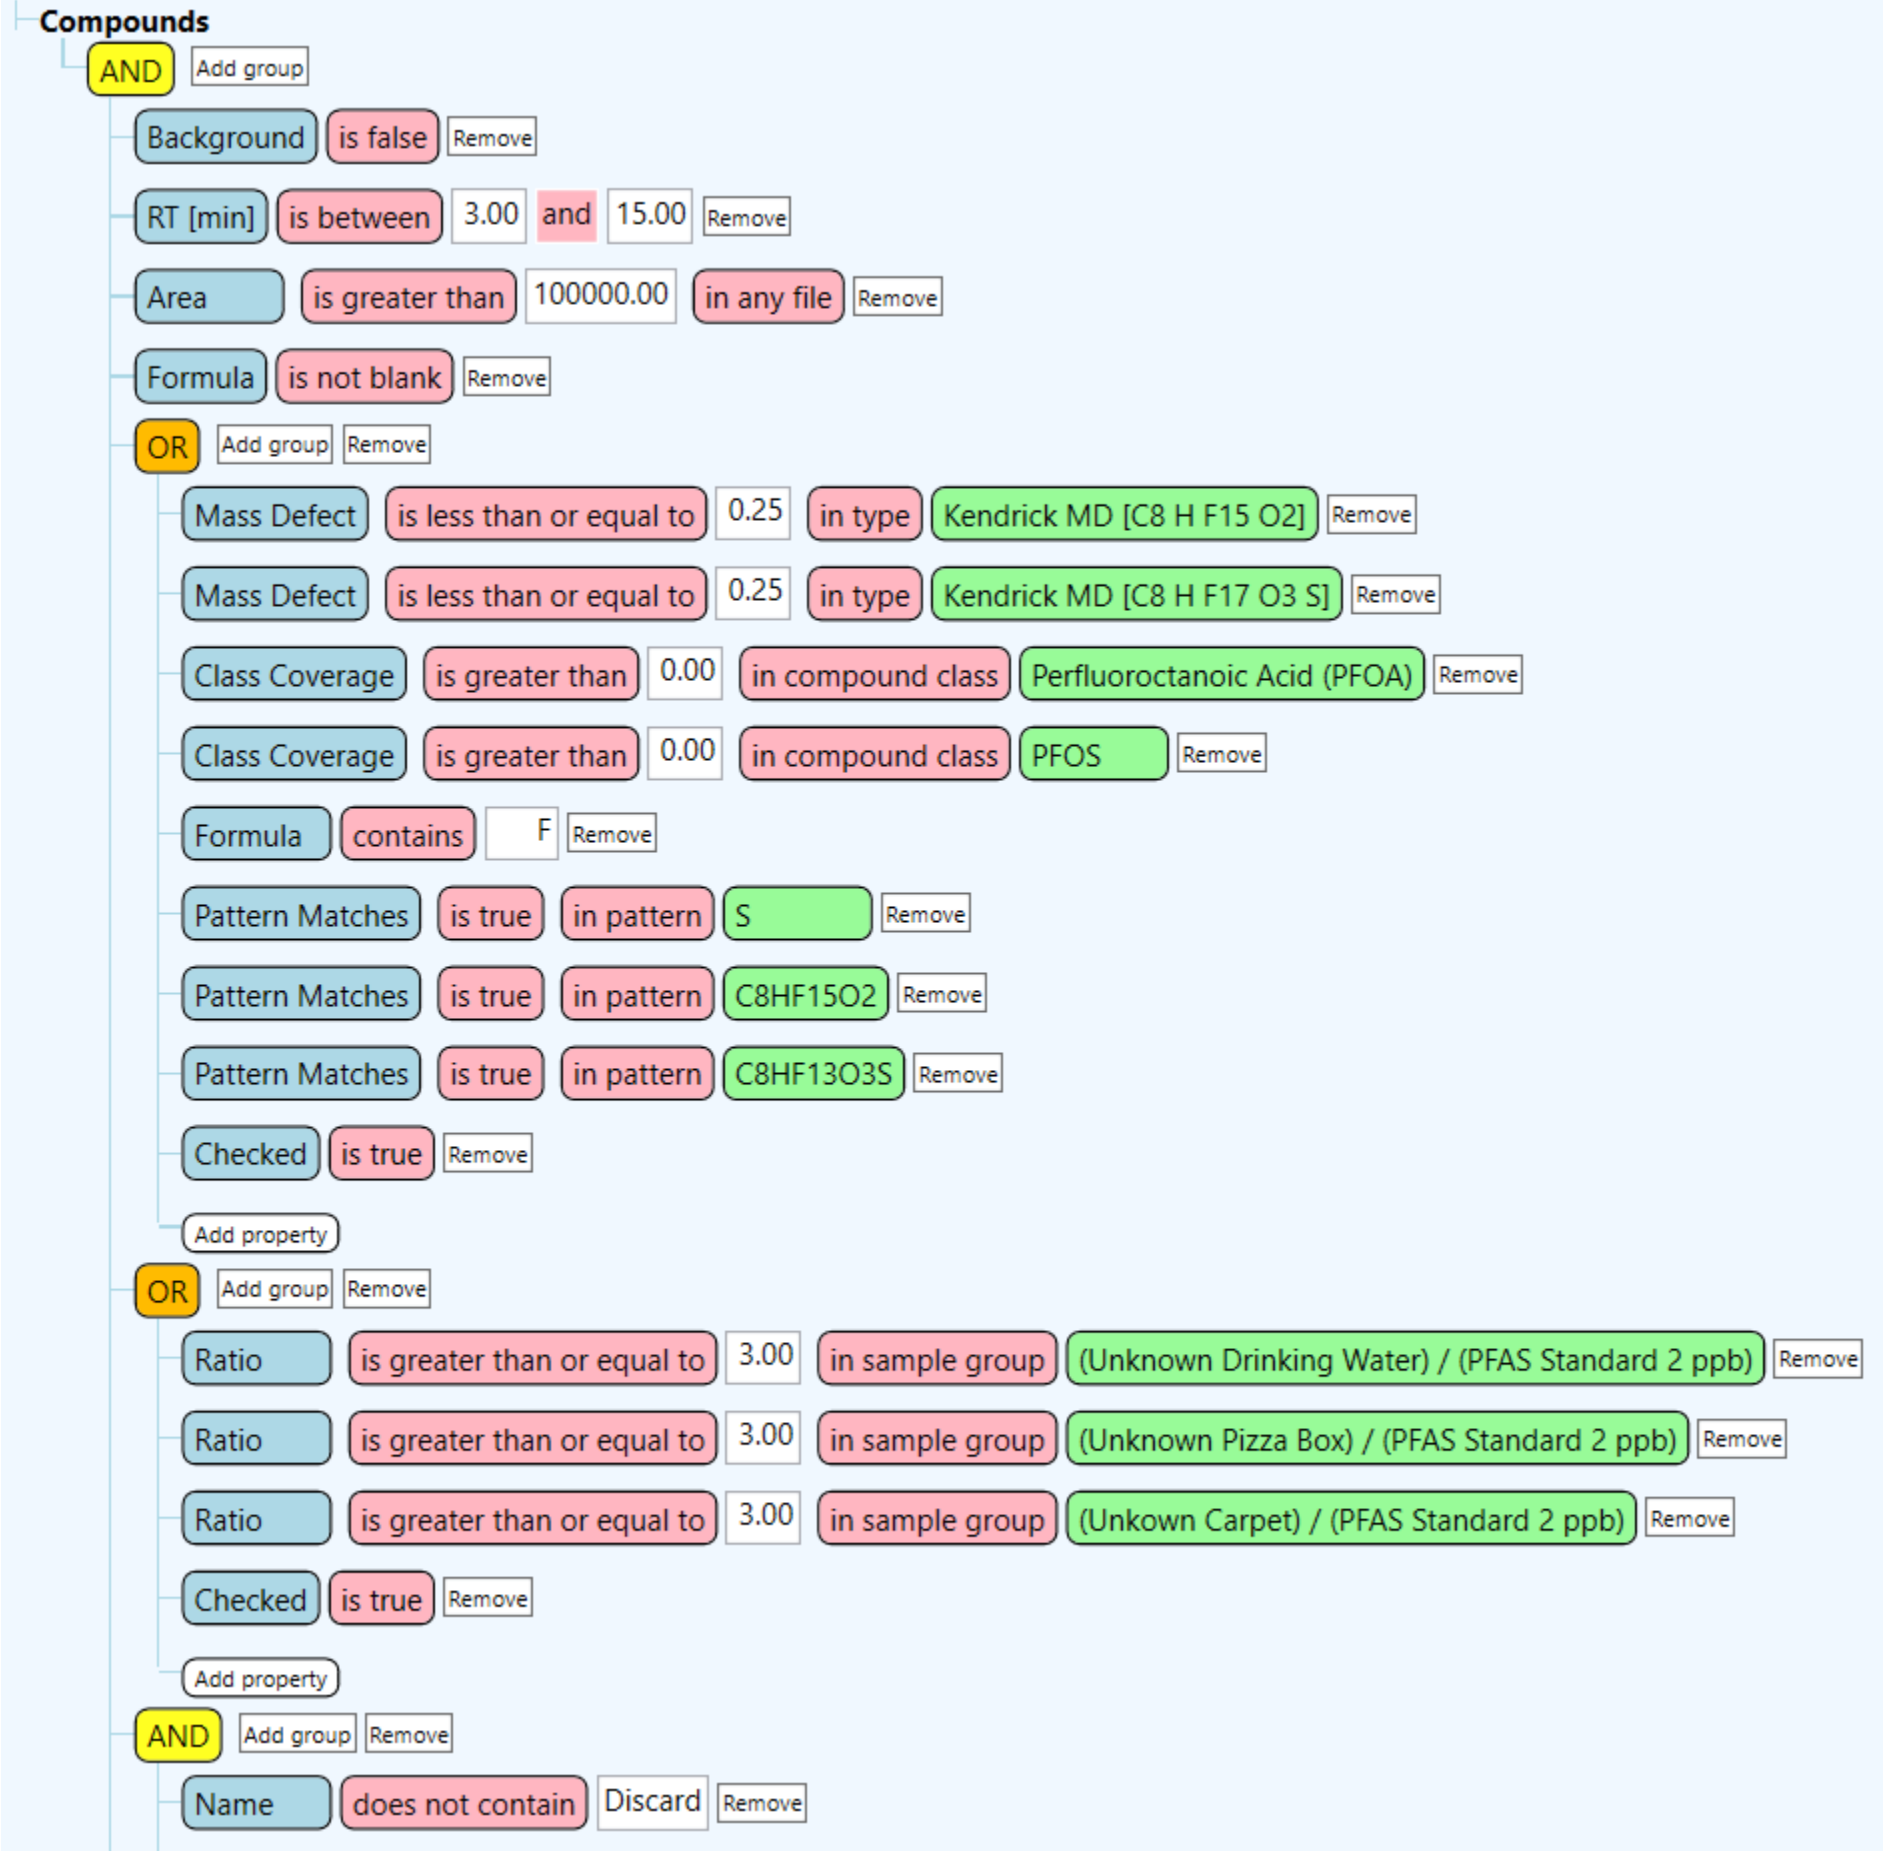 Compounds
AND Add group
Background is false Remove
RT [min] is between 3.00 and 15.00 Remove
Area is greater than 100000.00 in any file Remove
Formula is not blank Remove
OR Add group Remove
Mass Defect is less than or equal to 0.25 in type Kendrick MD [C8 H F15 O2] Remove
Mass Defect is less than or equal to 0.25 in type Kendrick MD [C8 H F17 O3 S] Remove
Class Coverage is greater than 0.00 in compound class Perfluoroctanoic Acid (PFOA) Remove
Class Coverage is greater than 0.00 in compound class PFOS Remove
Formula contains F Remove
Pattern Matches is true in pattern S Remove
Pattern Matches is true in pattern C8HF15O2 Remove
Pattern Matches is true in pattern C8HF13O3S Remove
Checked is true Remove
Add property
OR Add group Remove
Ratio is greater than or equal to 3.00 in sample group (Unknown Drinking Water) / (PFAS Standard 2 ppb) Remove
Ratio is greater than or equal to 3.00 in sample group (Unknown Pizza Box) / (PFAS Standard 2 ppb) Remove
Ratio is greater than or equal to 3.00 in sample group (Unkown Carpet) / (PFAS Standard 2 ppb) Remove
Checked is true Remove
Add property
AND Add group Remove
Name does not contain Discard Remove